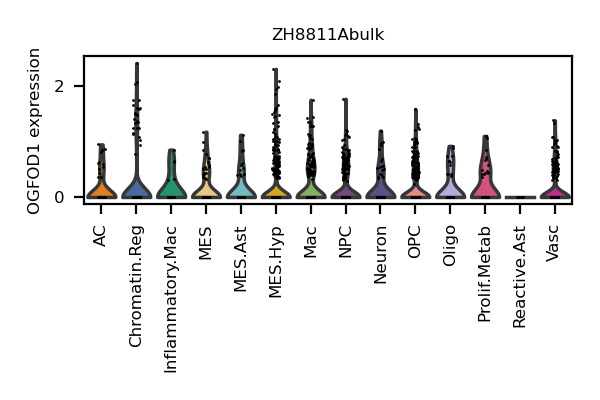 ZH8811Abulk
OGFOD1 expression
2
0
AC
Chromatin.Reg
Inflammatory.Mac
MES
MES.Ast
MES.Hyp
Mac
NPC
Neuron
OPC
Oligo
Prolif.Metab
Reactive.Ast
Vasc